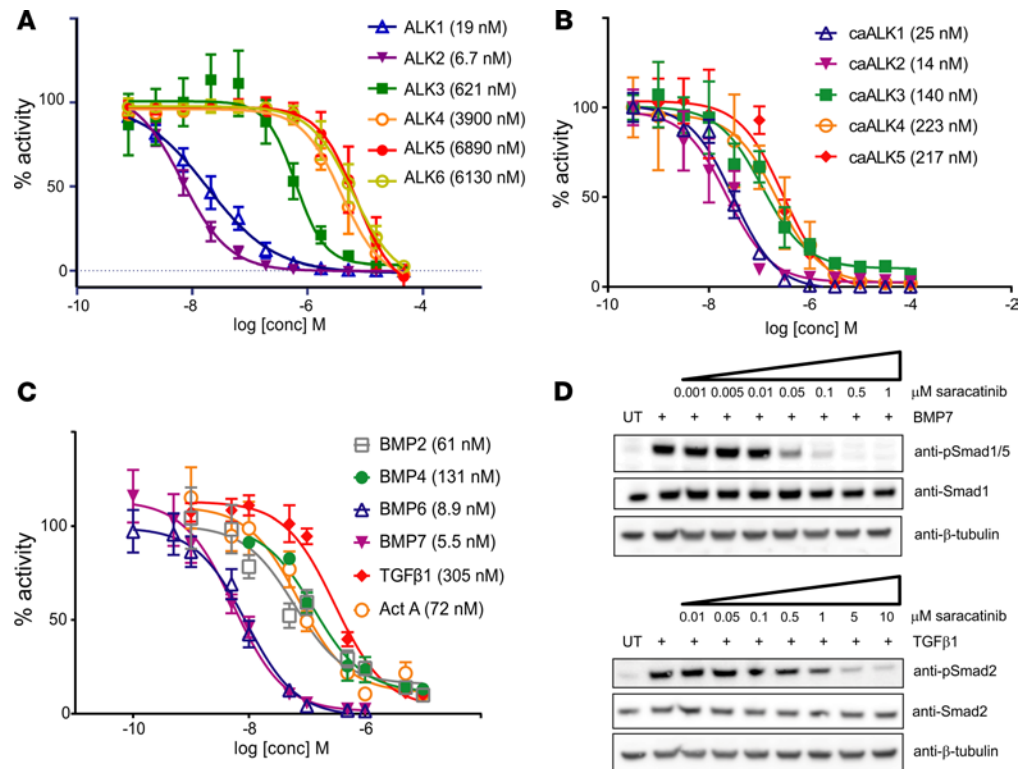 A
ALK1 (19 nM)
ALK2 (6.7 nM)
ALK3 (621 nM)
ALK4 (3900 nM)
ALK5 (6890 nM)
ALK6 (6130 nM)
% activity
100
50
0
-10
-8
-6
-4
log [conc] M
B
caALK1 (25 nM)
caALK2 (14 nM)
caALK3 (140 nM)
caALK4 (223 nM)
caALK5 (217 nM)
% activity
150
100
50
0
-10
-8
-6
-4
-2
log [conc] M
C
BMP2 (61 nM)
BMP4 (131 nM)
BMP6 (8.9 nM)
BMP7 (5.5 nM)
TGFβ1 (305 nM)
Act A (72 nM)
% activity
100
50
0
-10
-8
-6
log [conc] M
D
0.001 0.005 0.01 0.05 0.1 0.5 1 μM saracatinib
UT + + + + + + + + BMP7
anti-pSmad1/5
anti-Smad1
anti-β-tubulin
0.01 0.05 0.1 0.5 1 5 10 μM saracatinib
UT + + + + + + + + TGFβ1
anti-pSmad2
anti-Smad2
anti-β-tubulin